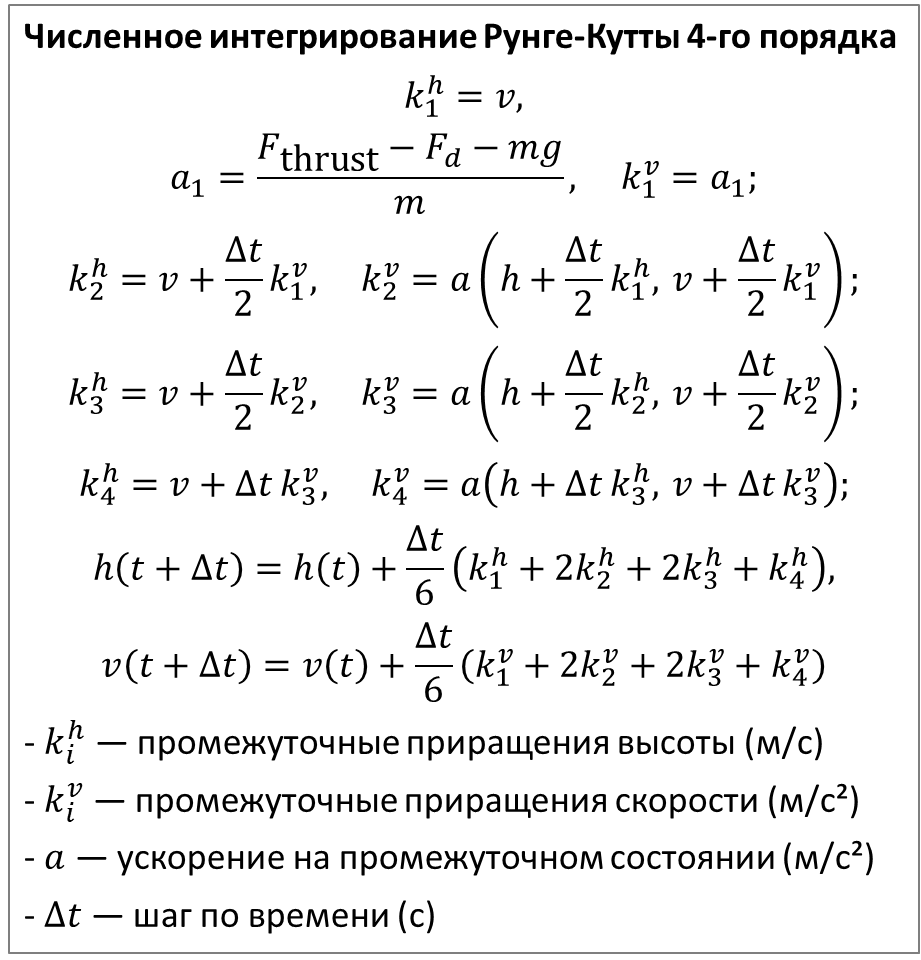 Численное интегрирование Рунге-Кутты 4-го порядка
$k_1^h = v,$
$a_1 = \frac{F_{\text{thrust}} - F_d - mg}{m}, \quad k_1^v = a_1;$
$k_2^h = v + \frac{\Delta t}{2} k_1^v, \quad k_2^v = a\left(h + \frac{\Delta t}{2} k_1^h, \, v + \frac{\Delta t}{2} k_1^v\right);$
$k_3^h = v + \frac{\Delta t}{2} k_2^v, \quad k_3^v = a\left(h + \frac{\Delta t}{2} k_2^h, \, v + \frac{\Delta t}{2} k_2^v\right);$
$k_4^h = v + \Delta t \, k_3^v, \quad k_4^v = a\left(h + \Delta t \, k_3^h, \, v + \Delta t \, k_3^v\right);$
$h(t + \Delta t) = h(t) + \frac{\Delta t}{6}\left(k_1^h + 2k_2^h + 2k_3^h + k_4^h\right),$
$v(t + \Delta t) = v(t) + \frac{\Delta t}{6}\left(k_1^v + 2k_2^v + 2k_3^v + k_4^v\right)$
- $k_i^h$ — промежуточные приращения высоты (м/с)
- $k_i^v$ — промежуточные приращения скорости (м/с²)
- $a$ — ускорение на промежуточном состоянии (м/с²)
- $\Delta t$ — шаг по времени (с)